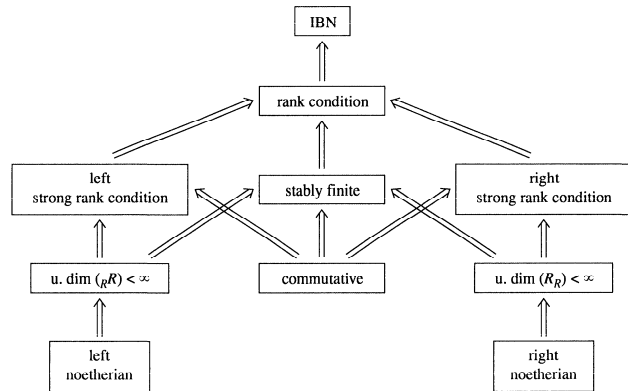 IBN
rank condition
left
strong rank condition
stably finite
right
strong rank condition
u. dim (_R R) < ∞
commutative
u. dim (R_R) < ∞
left
noetherian
right
noetherian